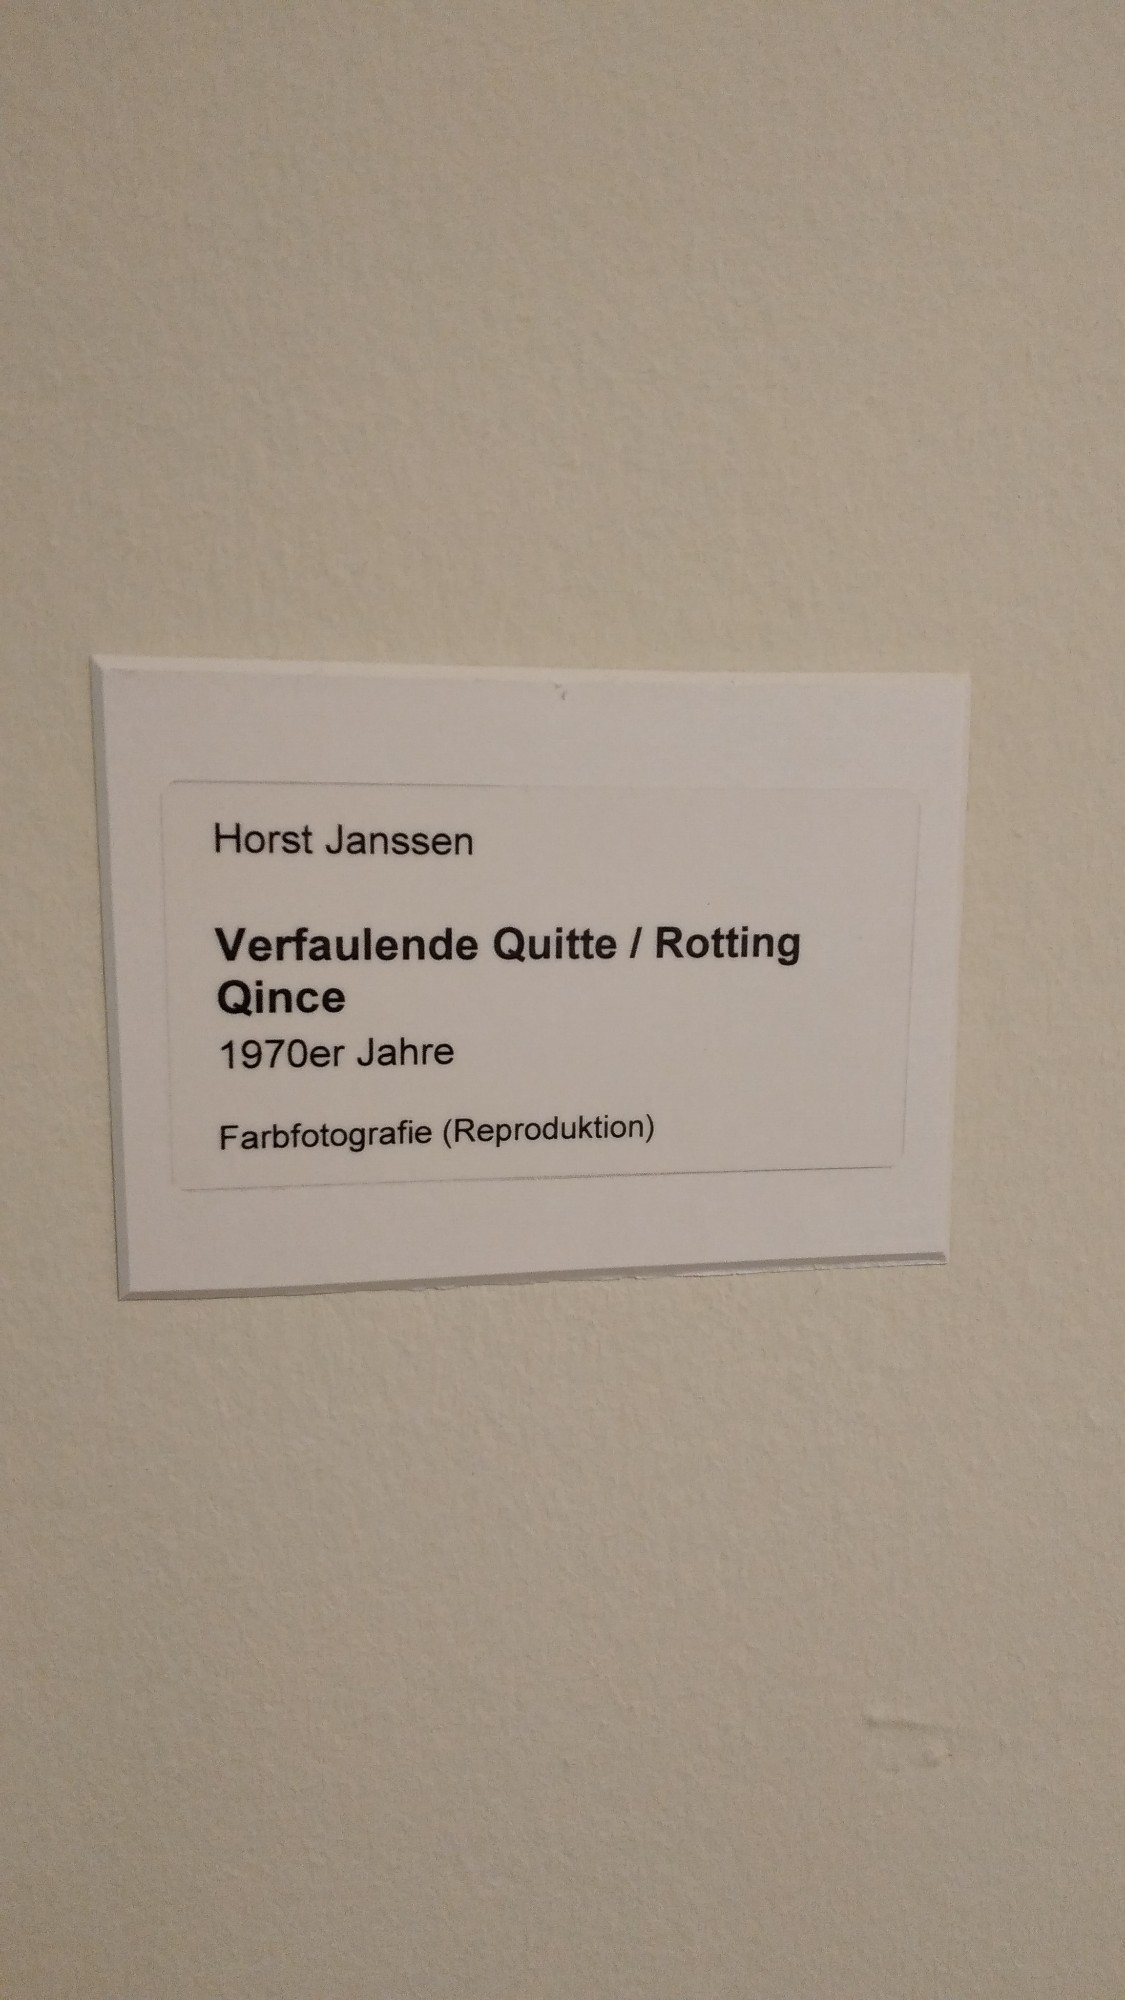 Horst Janssen
Verfaulende Quitte / Rotting
Qince
1970er Jahre
Farbfotografie (Reproduktion)